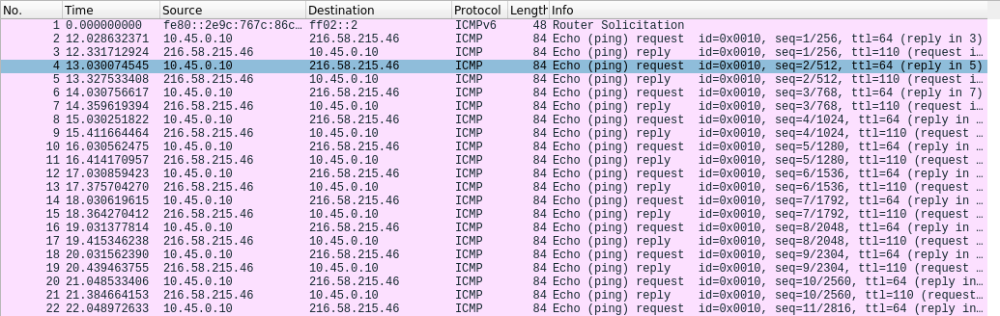 No. Time Source Destination Protocol Length Info
1 0.000000000 fe80::2e9c:767c:86c… ff02::2 ICMPv6 48 Router Solicitation
2 12.028632371 10.45.0.10 216.58.215.46 ICMP 84 Echo (ping) request id=0x0010, seq=1/256, ttl=64 (reply in 3)
3 12.331712924 216.58.215.46 10.45.0.10 ICMP 84 Echo (ping) reply id=0x0010, seq=1/256, ttl=110 (request i…
4 13.030074545 10.45.0.10 216.58.215.46 ICMP 84 Echo (ping) request id=0x0010, seq=2/512, ttl=64 (reply in 5)
5 13.327533408 216.58.215.46 10.45.0.10 ICMP 84 Echo (ping) reply id=0x0010, seq=2/512, ttl=110 (request i…
6 14.030756617 10.45.0.10 216.58.215.46 ICMP 84 Echo (ping) request id=0x0010, seq=3/768, ttl=64 (reply in 7)
7 14.359619394 216.58.215.46 10.45.0.10 ICMP 84 Echo (ping) reply id=0x0010, seq=3/768, ttl=110 (request i…
8 15.030251822 10.45.0.10 216.58.215.46 ICMP 84 Echo (ping) request id=0x0010, seq=4/1024, ttl=64 (reply in …
9 15.411664464 216.58.215.46 10.45.0.10 ICMP 84 Echo (ping) reply id=0x0010, seq=4/1024, ttl=110 (request …
10 16.030562475 10.45.0.10 216.58.215.46 ICMP 84 Echo (ping) request id=0x0010, seq=5/1280, ttl=64 (reply in …
11 16.414170957 216.58.215.46 10.45.0.10 ICMP 84 Echo (ping) reply id=0x0010, seq=5/1280, ttl=110 (request …
12 17.030859423 10.45.0.10 216.58.215.46 ICMP 84 Echo (ping) request id=0x0010, seq=6/1536, ttl=64 (reply in …
13 17.375704270 216.58.215.46 10.45.0.10 ICMP 84 Echo (ping) reply id=0x0010, seq=6/1536, ttl=110 (request …
14 18.030619615 10.45.0.10 216.58.215.46 ICMP 84 Echo (ping) request id=0x0010, seq=7/1792, ttl=64 (reply in …
15 18.364270412 216.58.215.46 10.45.0.10 ICMP 84 Echo (ping) reply id=0x0010, seq=7/1792, ttl=110 (request …
16 19.031377814 10.45.0.10 216.58.215.46 ICMP 84 Echo (ping) request id=0x0010, seq=8/2048, ttl=64 (reply in …
17 19.415346238 216.58.215.46 10.45.0.10 ICMP 84 Echo (ping) reply id=0x0010, seq=8/2048, ttl=110 (request …
18 20.031562390 10.45.0.10 216.58.215.46 ICMP 84 Echo (ping) request id=0x0010, seq=9/2304, ttl=64 (reply in …
19 20.439463755 216.58.215.46 10.45.0.10 ICMP 84 Echo (ping) reply id=0x0010, seq=9/2304, ttl=110 (request …
20 21.048533406 10.45.0.10 216.58.215.46 ICMP 84 Echo (ping) request id=0x0010, seq=10/2560, ttl=64 (reply in…
21 21.384664153 216.58.215.46 10.45.0.10 ICMP 84 Echo (ping) reply id=0x0010, seq=10/2560, ttl=110 (request…
22 22.048972633 10.45.0.10 216.58.215.46 ICMP 84 Echo (ping) request id=0x0010, seq=11/2816, ttl=64 (reply in…